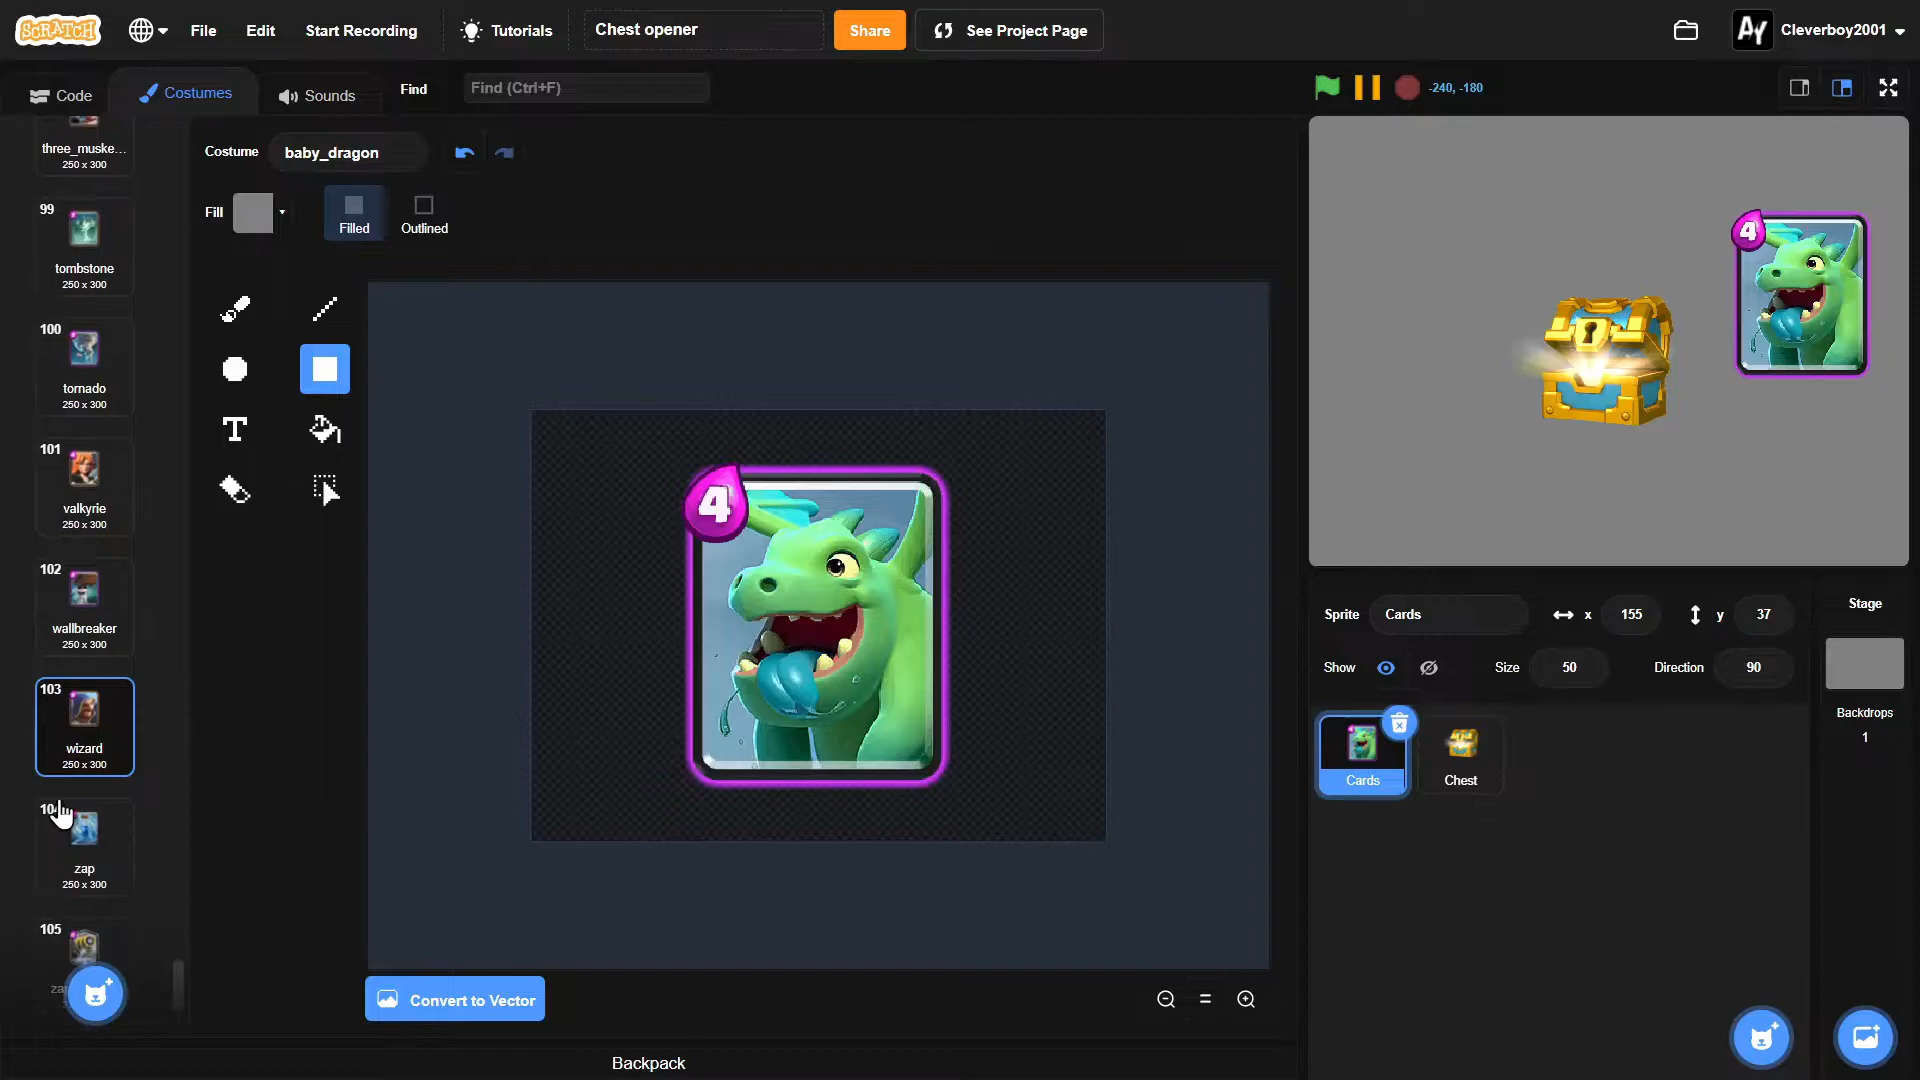 SCRATCH
File
Edit
Start Recording
Tutorials
Chest opener
Share
See Project Page
Ay
Cleverboy2001
Code
Costumes
Sounds
Find
Find (Ctrl+F)
-240, -180
three_muske...
250 x 300
99
tombstone
250 x 300
100
tornado
250 x 300
101
valkyrie
250 x 300
102
wallbreaker
250 x 300
103
wizard
250 x 300
zap
250 x 300
105
Costume
baby_dragon
Fill
Filled
Outlined
T
4
Convert to Vector
Backpack
4
Sprite
Cards
x
155
y
37
Show
Size
50
Direction
90
Cards
Chest
Stage
Backdrops
1